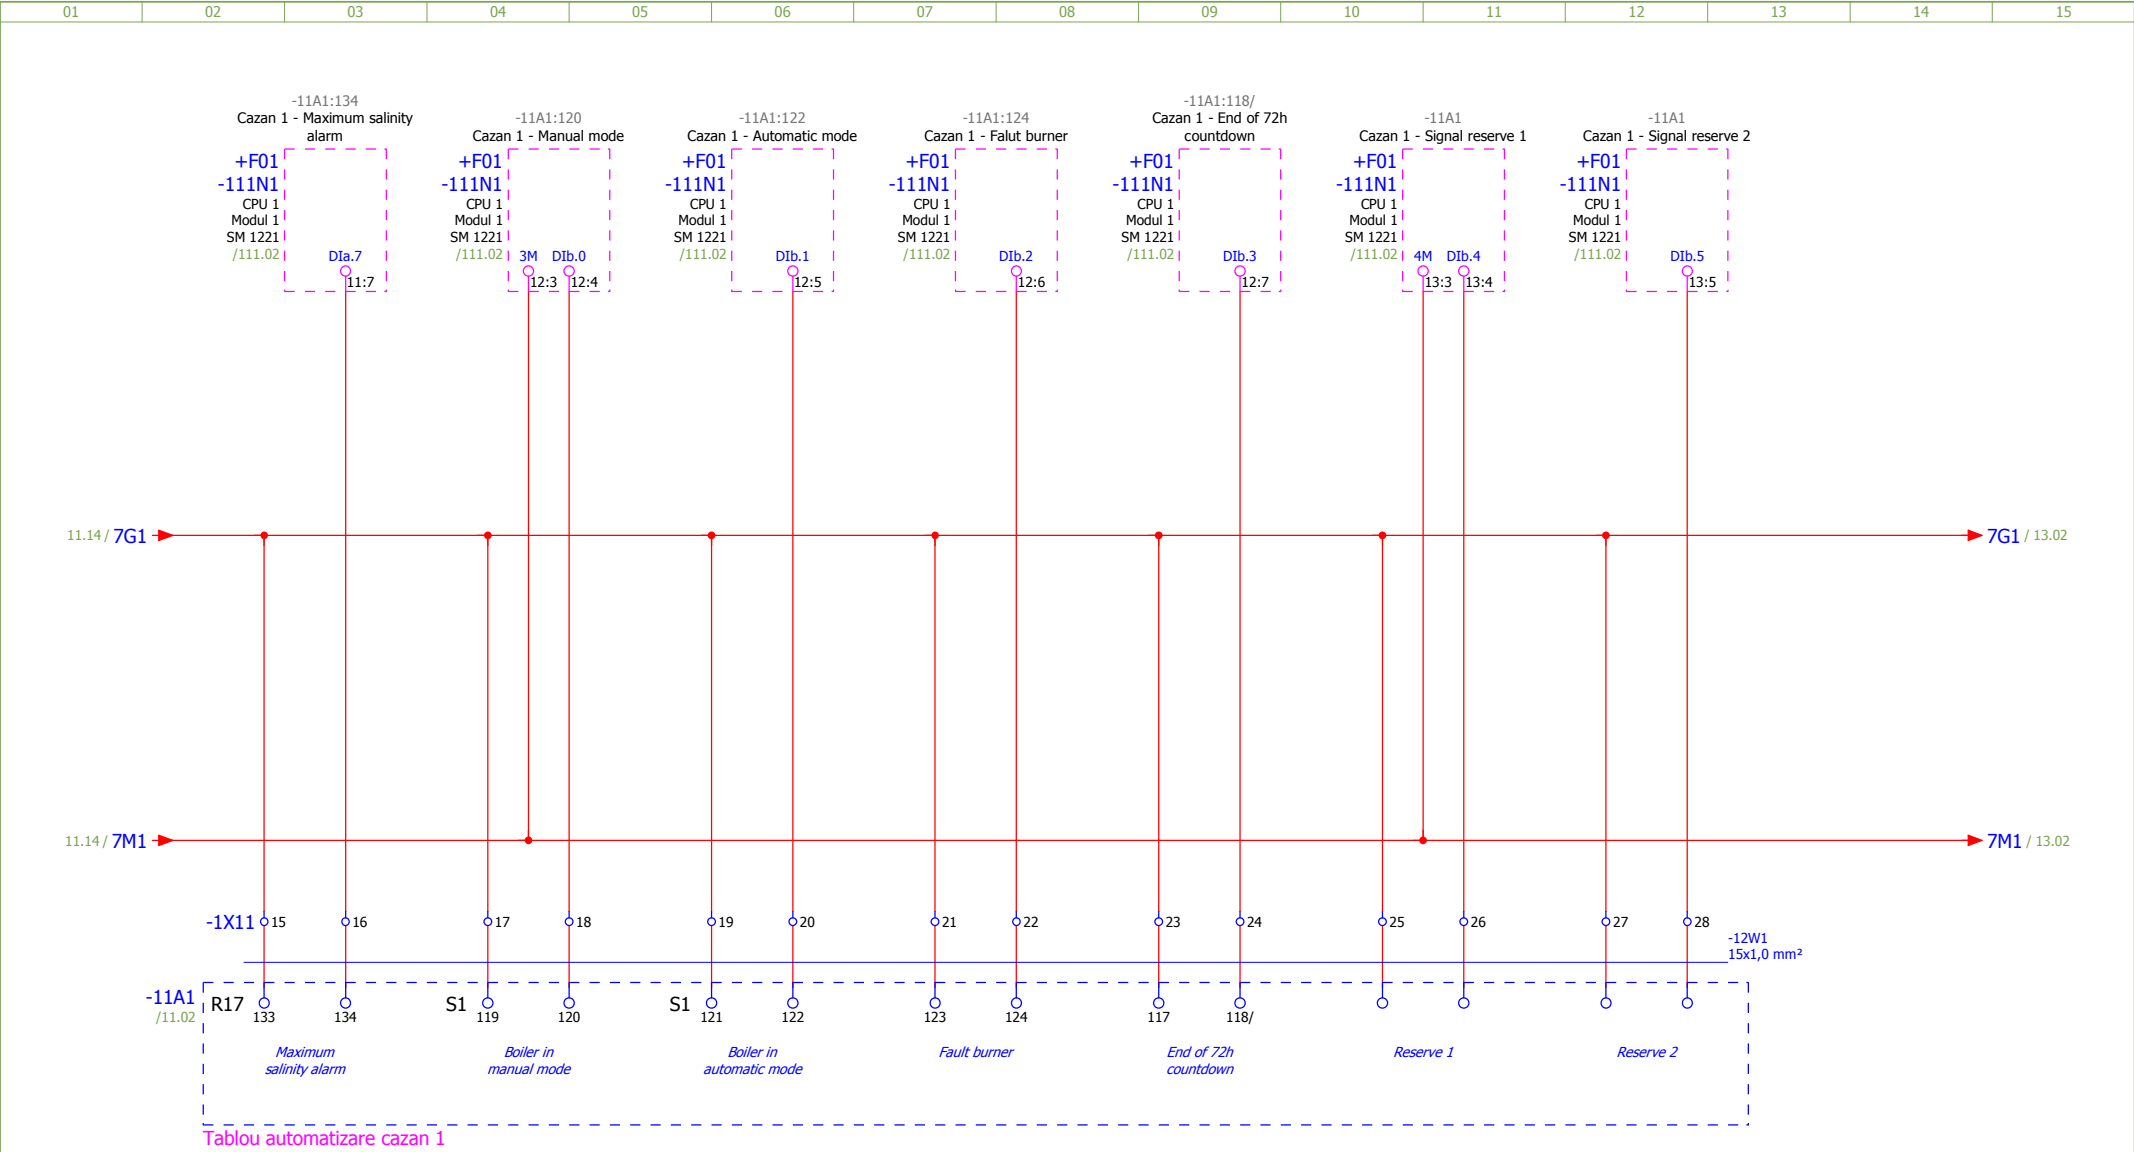 01 02 03 04 05 06 07 08 09 10 11 12 13 14 15
-11A1:134
Cazan 1 - Maximum salinity
alarm
+F01
-111N1
CPU 1
Modul 1
SM 1221
/111.02
DIa.7
11:7
-11A1:120
Cazan 1 - Manual mode
+F01
-111N1
CPU 1
Modul 1
SM 1221
/111.02
3M DIb.0
12:3 12:4
-11A1:122
Cazan 1 - Automatic mode
+F01
-111N1
CPU 1
Modul 1
SM 1221
/111.02
DIb.1
12:5
-11A1:124
Cazan 1 - Falut burner
+F01
-111N1
CPU 1
Modul 1
SM 1221
/111.02
DIb.2
12:6
-11A1:118/
Cazan 1 - End of 72h
countdown
+F01
-111N1
CPU 1
Modul 1
SM 1221
/111.02
DIb.3
12:7
-11A1
Cazan 1 - Signal reserve 1
+F01
-111N1
CPU 1
Modul 1
SM 1221
/111.02
4M DIb.4
13:3 13:4
-11A1
Cazan 1 - Signal reserve 2
+F01
-111N1
CPU 1
Modul 1
SM 1221
/111.02
DIb.5
13:5
11.14 / 7G1
7G1 / 13.02
11.14 / 7M1
7M1 / 13.02
-1X11 15 16 17 18 19 20 21 22 23 24 25 26 27 28
-12W1
15x1,0 mm²
-11A1
/11.02
R17 S1 S1
133 134 119 120 121 122 123 124 117 118/
Maximum
salinity alarm
Boiler in
manual mode
Boiler in
automatic mode
Fault burner
End of 72h
countdown
Reserve 1
Reserve 2
Tablou automatizare cazan 1